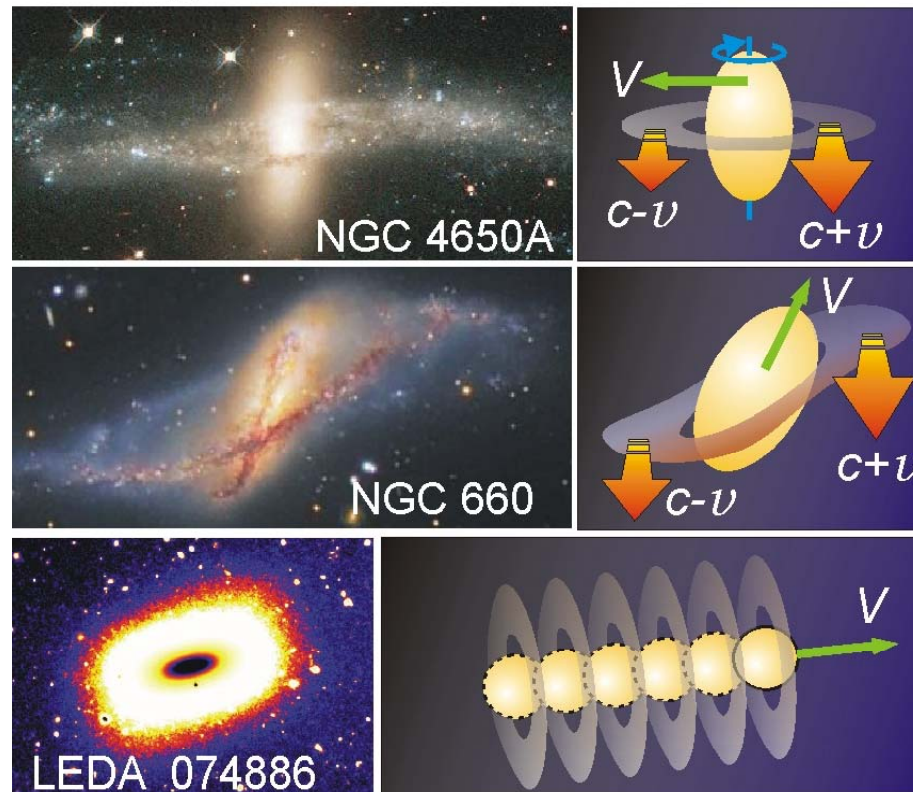 NGC 4650A
V
c-ν
c+ν
NGC 660
V
c-ν
c+ν
LEDA 074886
V